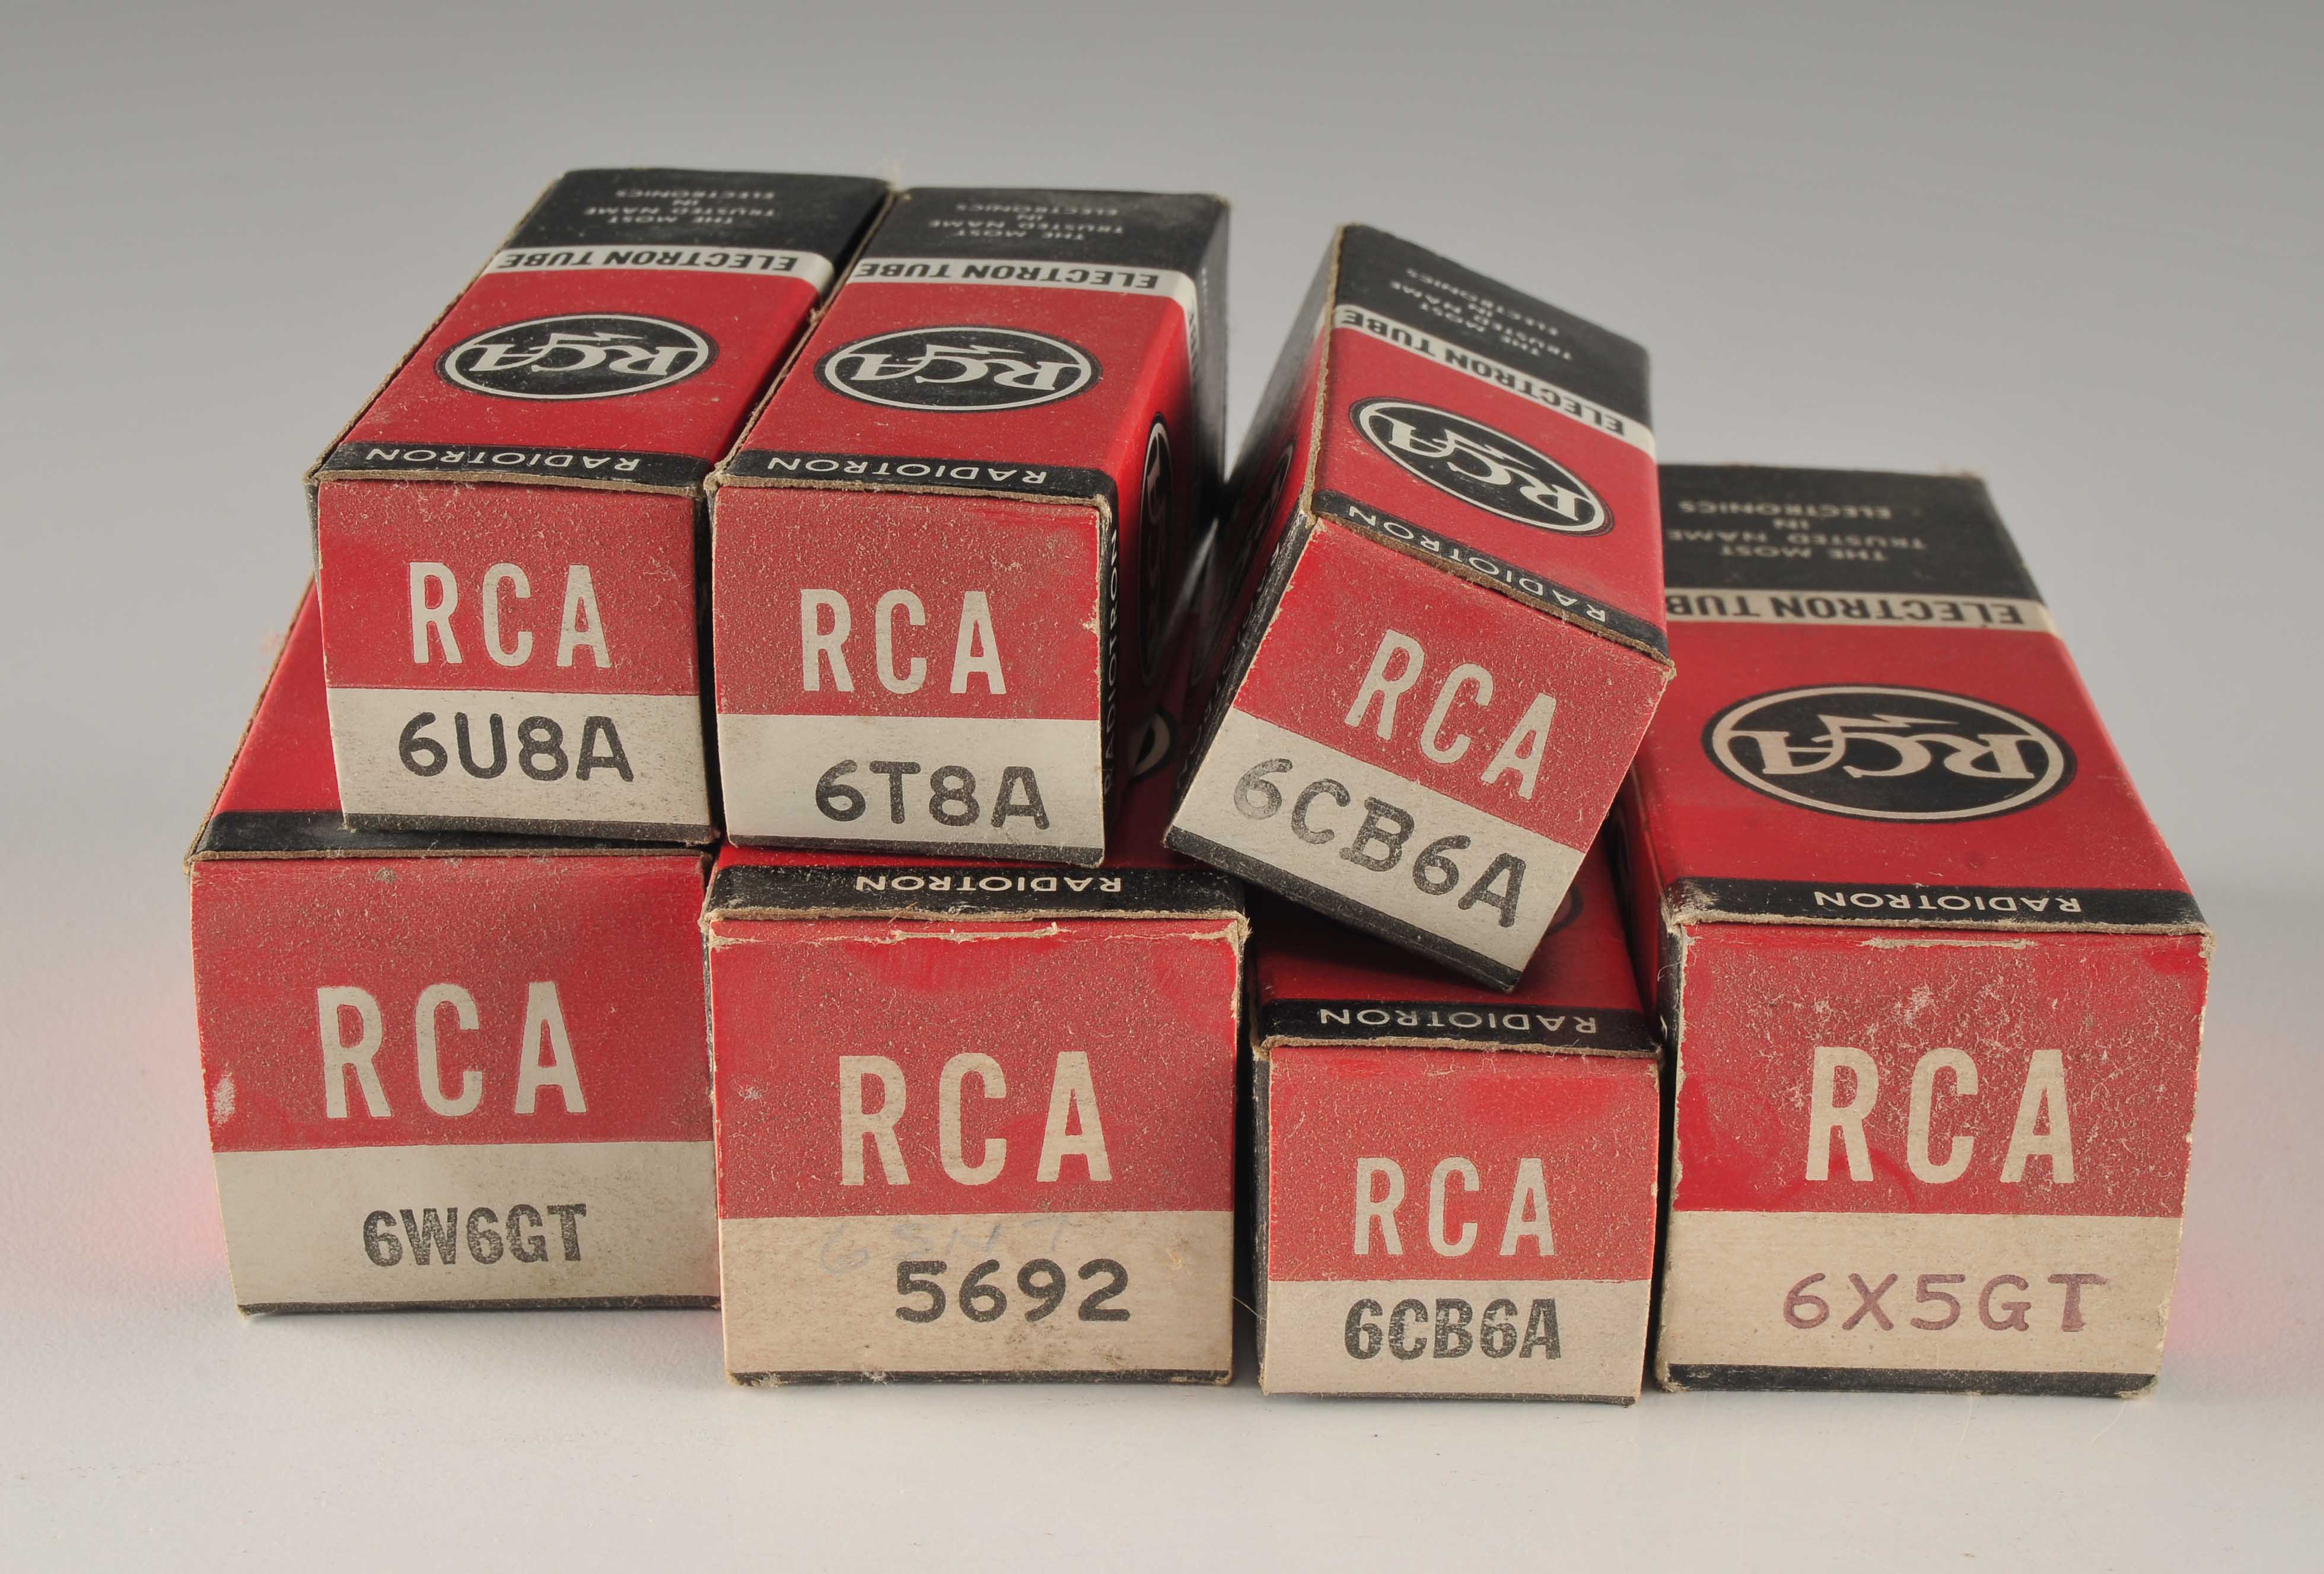 THE MOST
TRUSTED NAME
IN
ELECTRONICS
ELECTRON TUBE
RCA
RADIOTRON
RCA
6U8A
THE MOST
TRUSTED NAME
IN
ELECTRONICS
ELECTRON TUBE
RCA
RADIOTRON
RCA
6T8A
RADIOTRON
THE MOST
TRUSTED NAME
IN
ELECTRONICS
ELECTRON TUBE
RCA
RADIOTRON
RCA
6CB6A
THE MOST
TRUSTED NAME
IN
ELECTRONICS
ELECTRON TUBE
RCA
RADIOTRON
RCA
6X5GT
RCA
6W6GT
RADIOTRON
RCA
5692
RADIOTRON
RCA
6CB6A